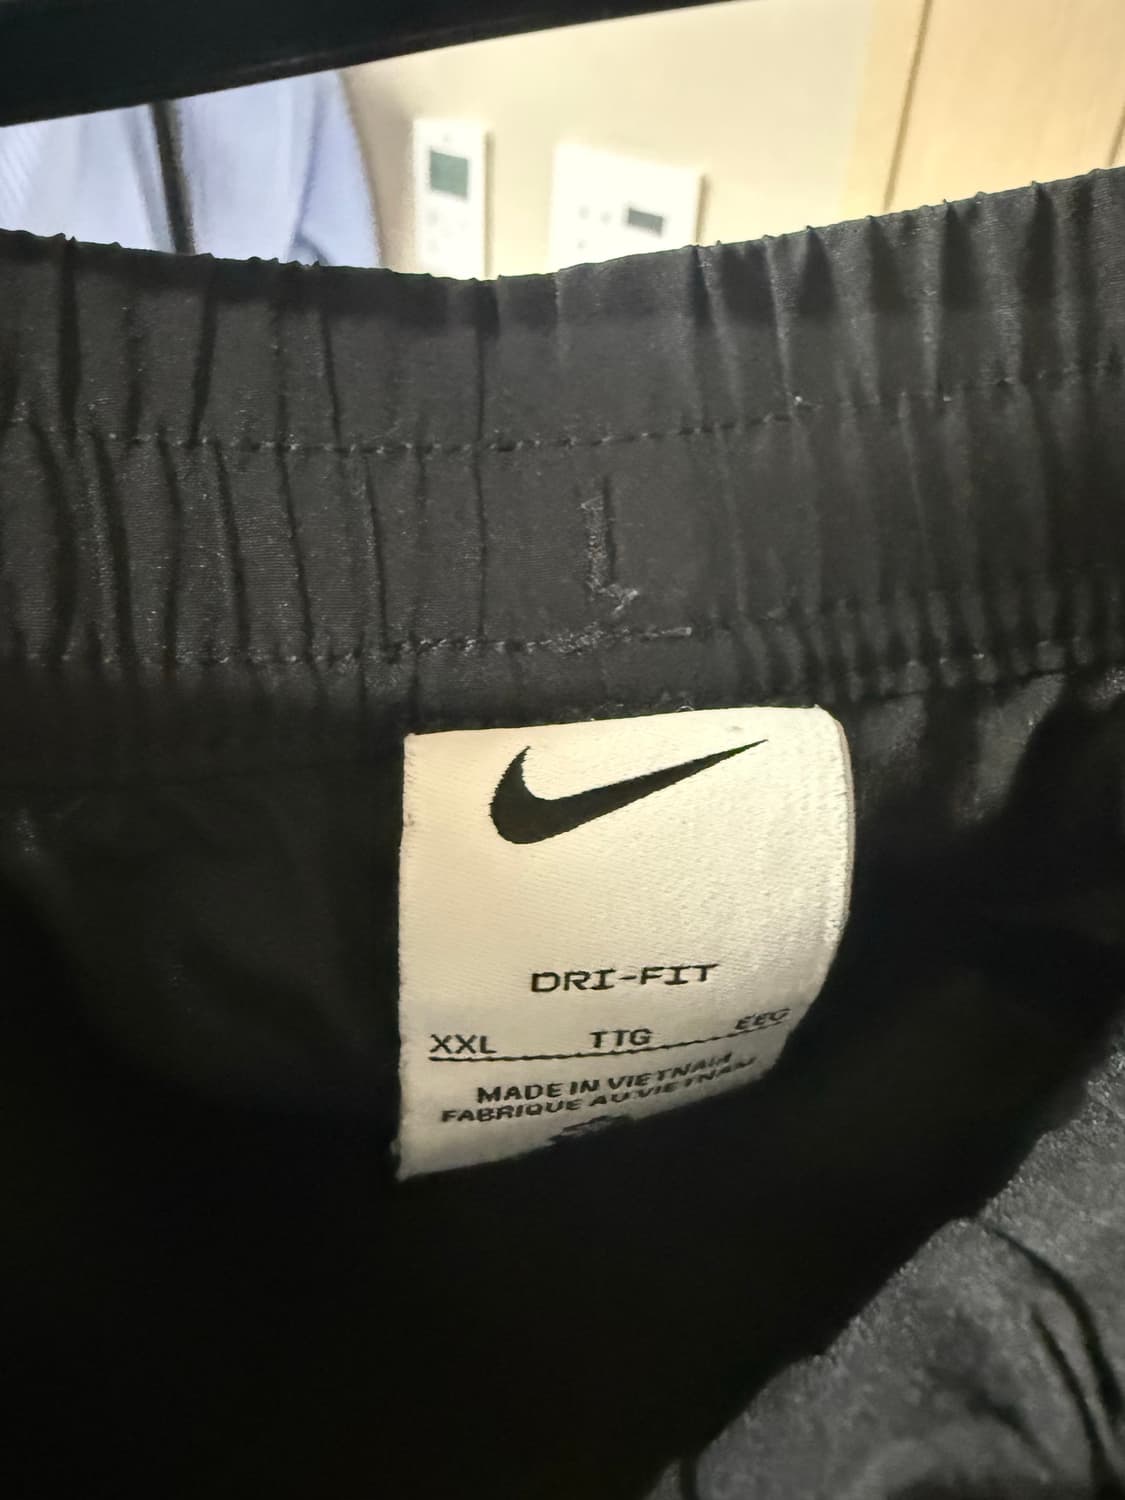 DRI-FIT
XXL TTG EEG
MADE IN VIETNAM
FABRIQUE AU VIETNAM